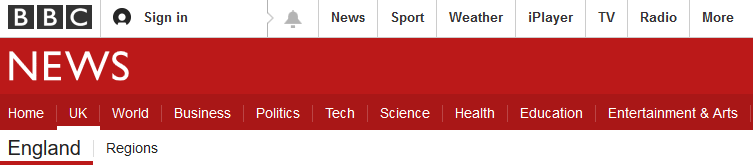 BBC Sign in News Sport Weather iPlayer TV Radio More
NEWS
Home UK World Business Politics Tech Science Health Education Entertainment & Arts
England Regions